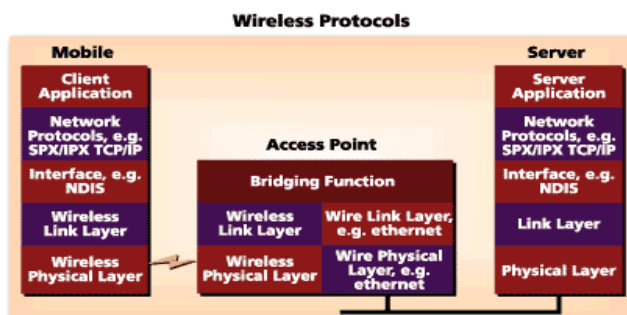 Wireless Protocols
Mobile
Client
Application
Network
Protocols, e.g.
SPX/IPX TCP/IP
Interface, e.g.
NDIS
Wireless
Link Layer
Wireless
Physical Layer
Access Point
Bridging Function
Wireless
Link Layer
Wire Link Layer,
e.g. ethernet
Wireless
Physical Layer
Wire Physical
Layer, e.g.
ethernet
Server
Server
Application
Network
Protocols, e.g.
SPX/IPX TCP/IP
Interface, e.g.
NDIS
Link Layer
Physical Layer